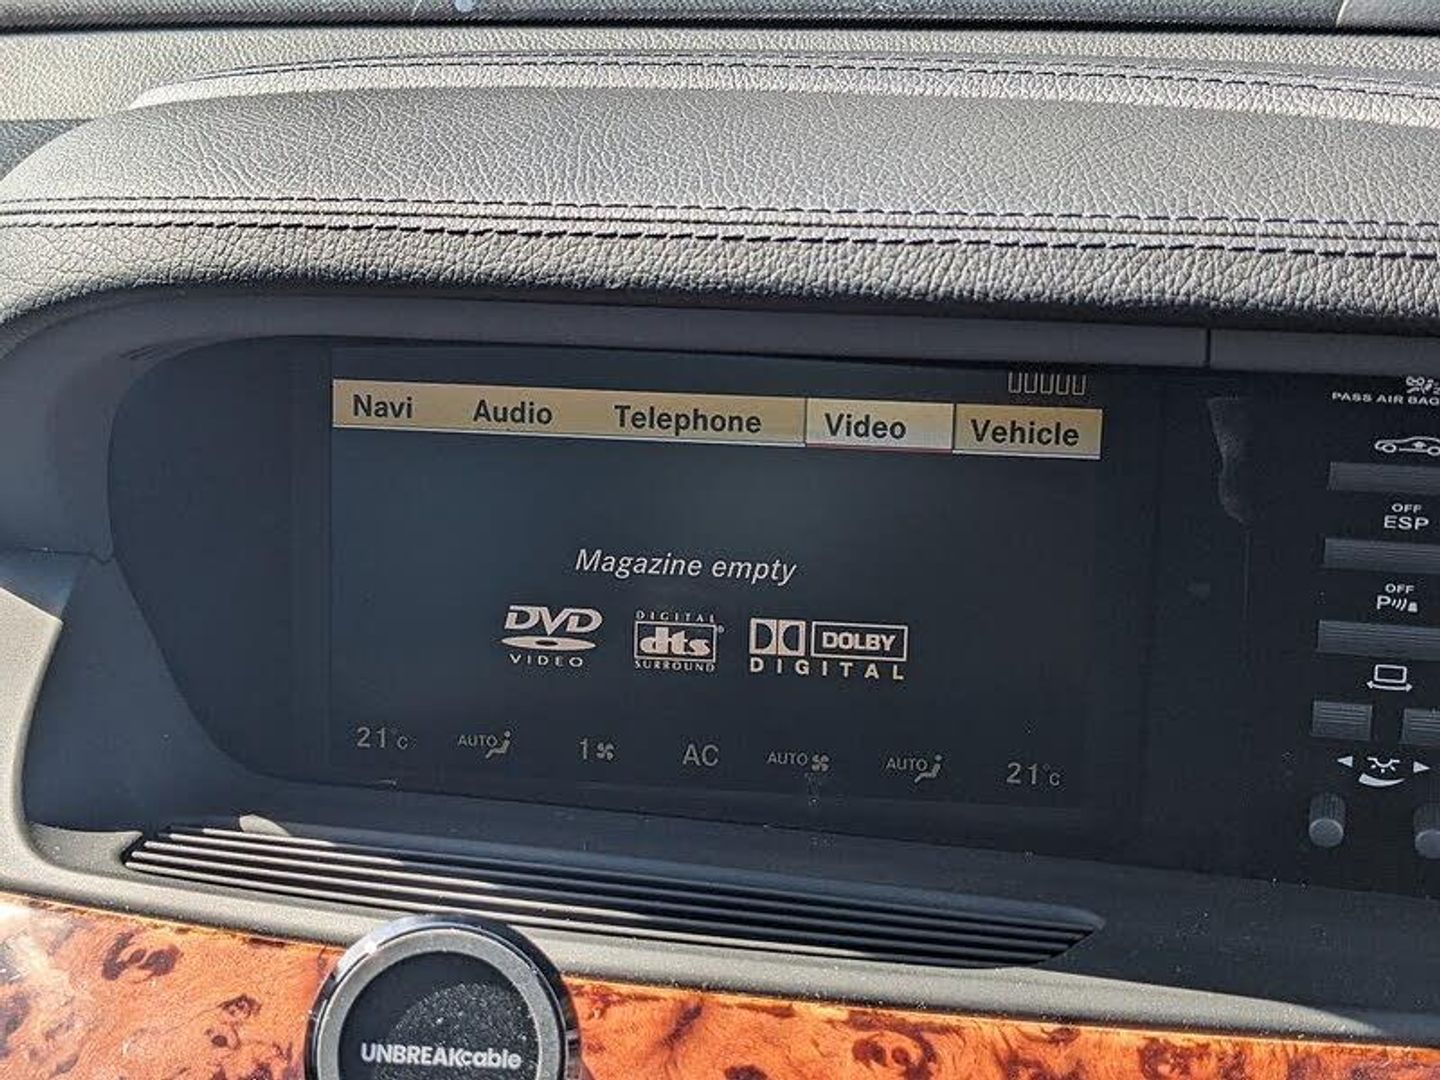 Navi Audio Telephone Video Vehicle
PASS AIR BAG
OFF
ESP
OFF
P
Magazine empty
DVD
VIDEO
DIGITAL
dts®
SURROUND
DOLBY
DIGITAL
21°C AUTO 1 AC AUTO AUTO 21°C
UNBREAKcable